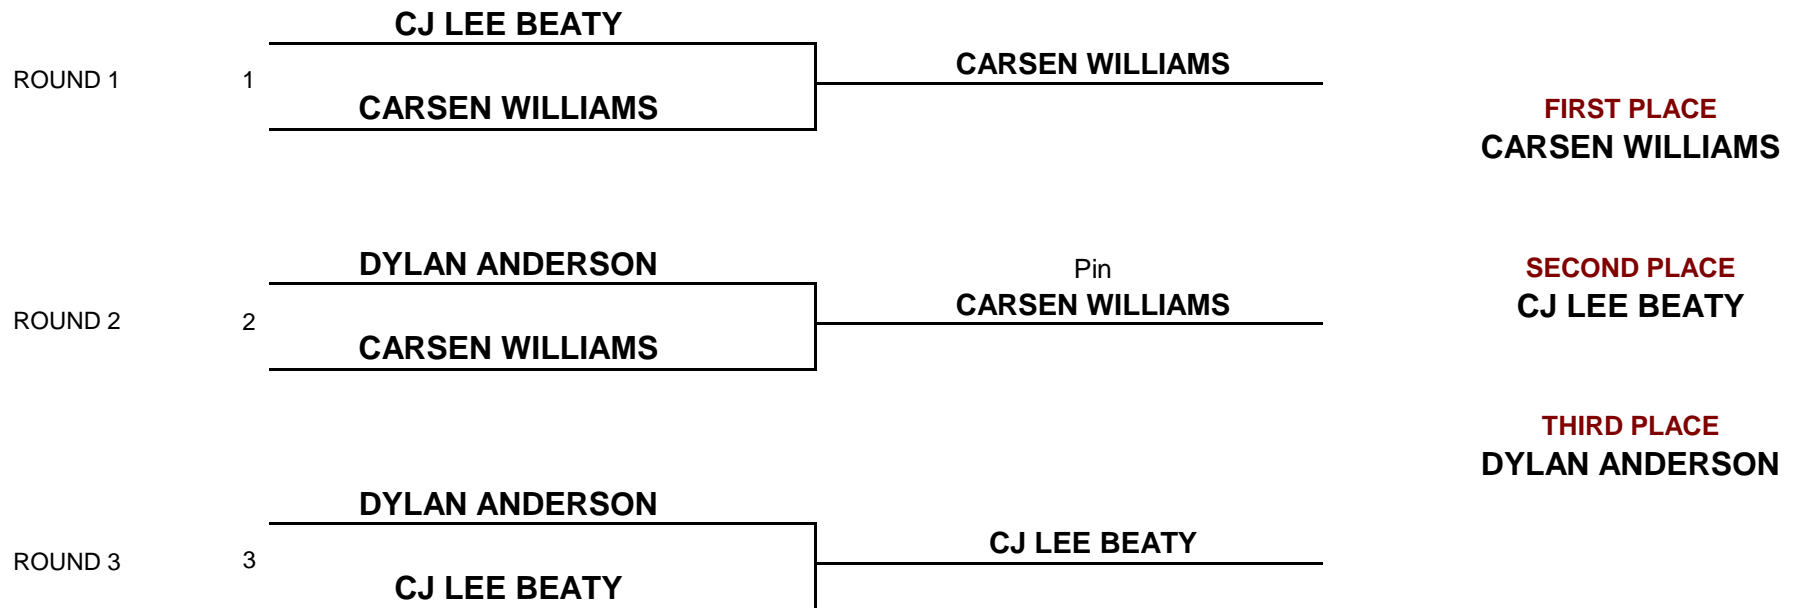 CJ LEE BEATY
ROUND 1
1
CARSEN WILLIAMS
CARSEN WILLIAMS
FIRST PLACE
CARSEN WILLIAMS
DYLAN ANDERSON
ROUND 2
2
CARSEN WILLIAMS
Pin
CARSEN WILLIAMS
SECOND PLACE
CJ LEE BEATY
THIRD PLACE
DYLAN ANDERSON
DYLAN ANDERSON
ROUND 3
3
CJ LEE BEATY
CJ LEE BEATY